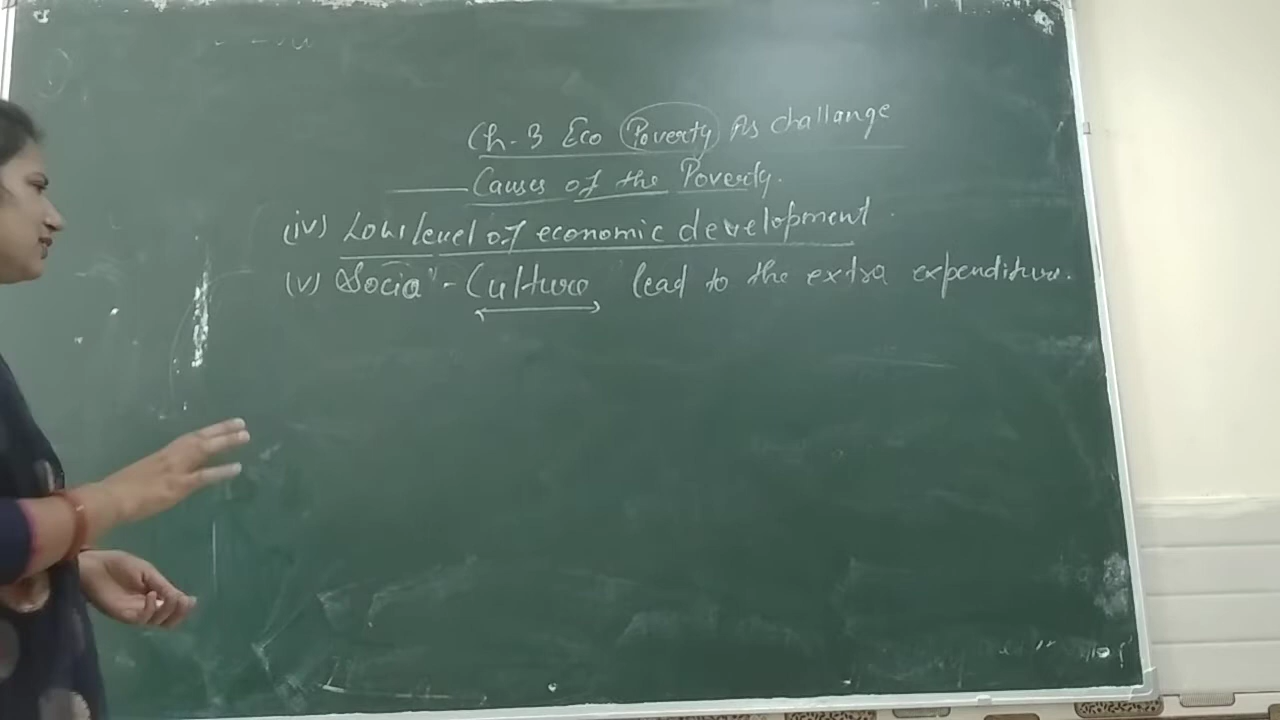 Ch-3 Eco Poverty As challange
Causes of the Poverty.
(iv) Low level of economic development.
(v) Socio - Culture lead to the extra expenditure.